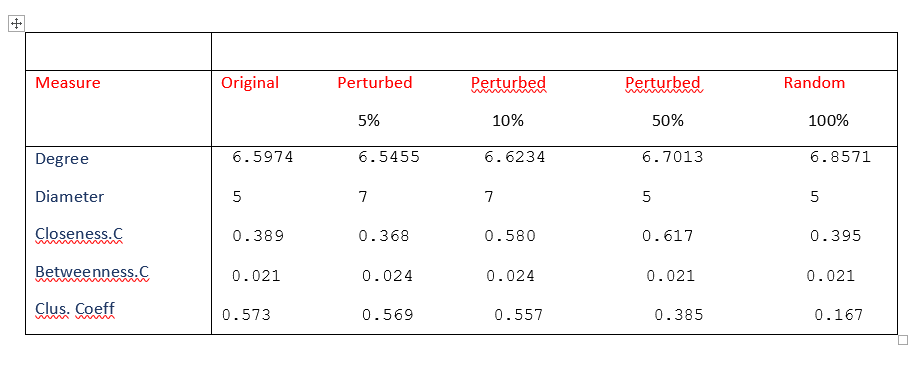 Measure Original Perturbed Perturbed Perturbed Random
5% 10% 50% 100%
Degree 6.5974 6.5455 6.6234 6.7013 6.8571
Diameter 5 7 7 5 5
Closeness.C 0.389 0.368 0.580 0.617 0.395
Betweenness.C 0.021 0.024 0.024 0.021 0.021
Clus. Coeff 0.573 0.569 0.557 0.385 0.167